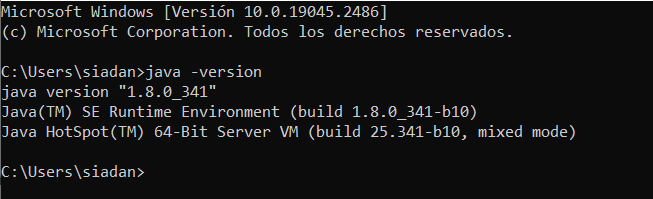 Microsoft Windows [Versión 10.0.19045.2486]
(c) Microsoft Corporation. Todos los derechos reservados.
C:\Users\siadan>java -version
java version "1.8.0_341"
Java(TM) SE Runtime Environment (build 1.8.0_341-b10)
Java HotSpot(TM) 64-Bit Server VM (build 25.341-b10, mixed mode)
C:\Users\siadan>